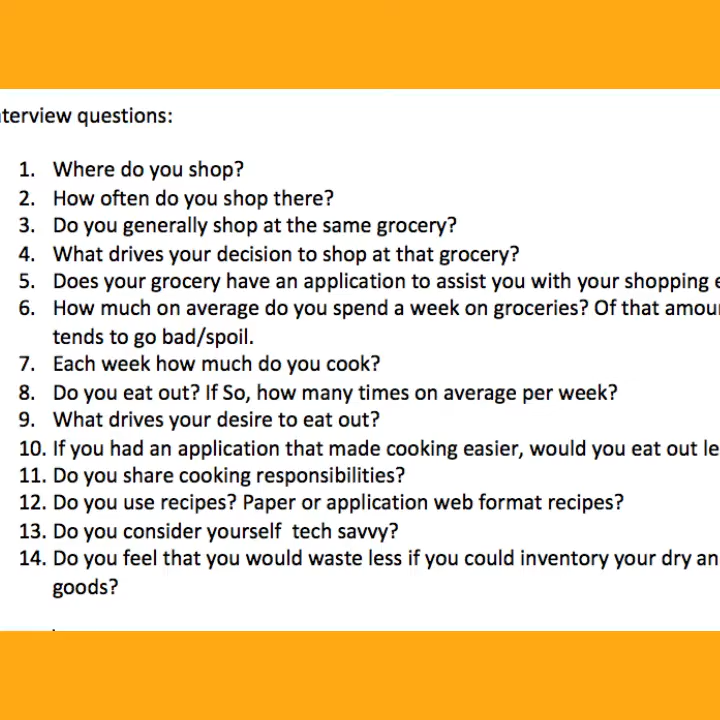 terview questions:
1. Where do you shop?
2. How often do you shop there?
3. Do you generally shop at the same grocery?
4. What drives your decision to shop at that grocery?
5. Does your grocery have an application to assist you with your shopping
6. How much on average do you spend a week on groceries? Of that amou
tends to go bad/spoil.
7. Each week how much do you cook?
8. Do you eat out? If So, how many times on average per week?
9. What drives your desire to eat out?
10. If you had an application that made cooking easier, would you eat out le
11. Do you share cooking responsibilities?
12. Do you use recipes? Paper or application web format recipes?
13. Do you consider yourself  tech savvy?
14. Do you feel that you would waste less if you could inventory your dry an
goods?